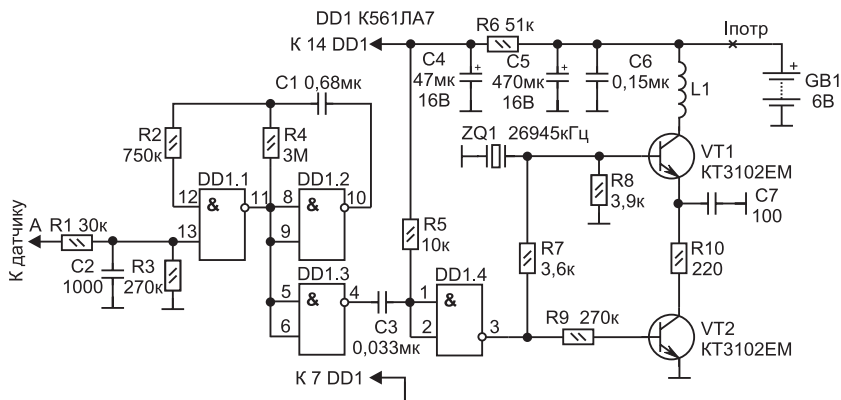 DD1 К561ЛА7
К 14 DD1
R6 51к
Iпотр
C4
47мк
16В
C5
470мк
16В
C6
0,15мк
L1
+
+
+
GB1
6В
C1 0,68мк
R2
750к
R4
3М
ZQ1 26945кГц
VT1
КТ3102ЕМ
DD1.1
DD1.2
12
&
11
8
&
10
13
9
R8
3,9к
C7
100
К датчику
А
R1 30к
R5
10к
C2
1000
R3
270к
R7
3,6к
R10
220
DD1.3
DD1.4
5
&
4
6
C3
0,033мк
1
&
2
3
R9 270к
VT2
КТ3102ЕМ
К 7 DD1